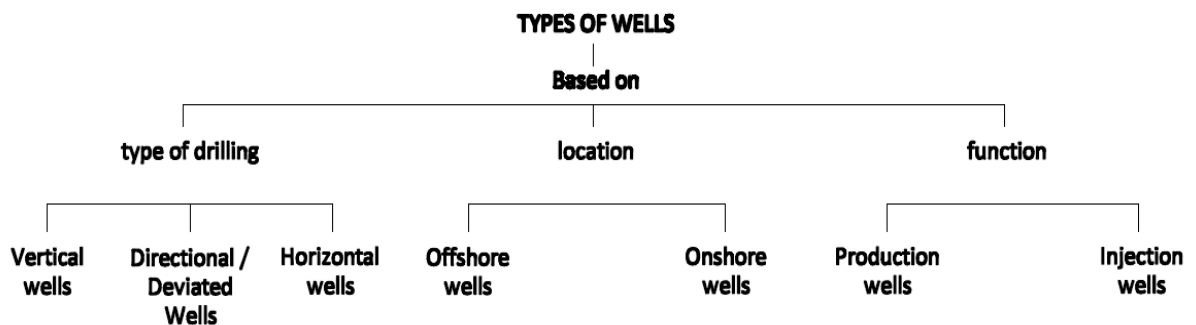 TYPES OF WELLS
Based on
type of drilling
location
function
Vertical
wells
Directional /
Deviated
Wells
Horizontal
wells
Offshore
wells
Onshore
wells
Production
wells
Injection
wells